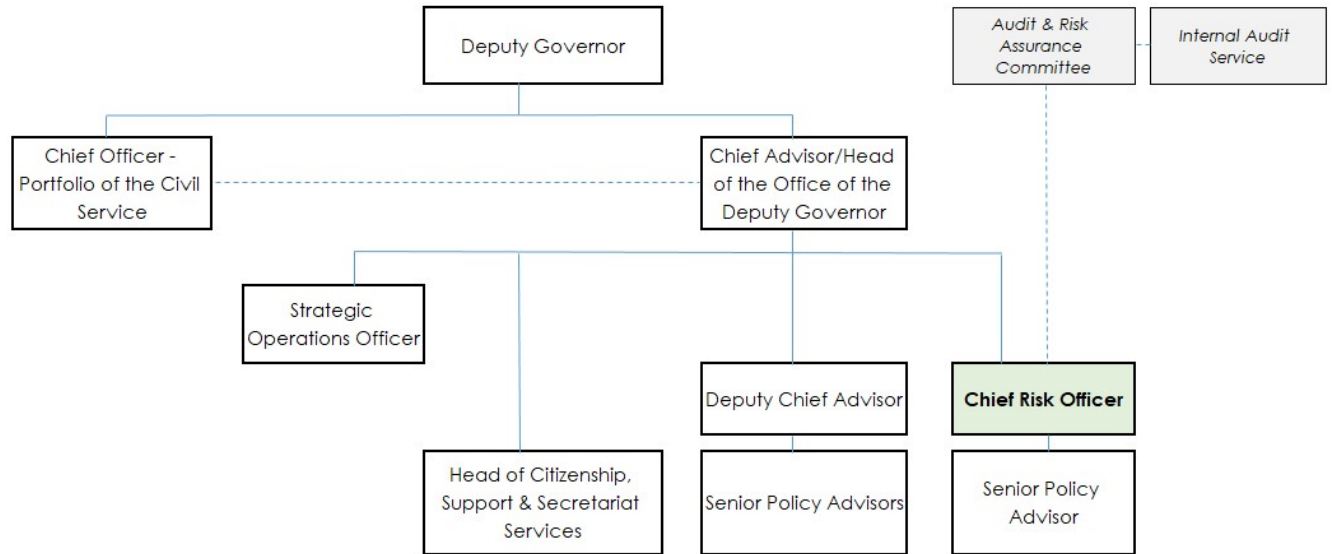 Deputy Governor
Audit & Risk
Assurance
Committee
Internal Audit
Service
Chief Officer -
Portfolio of the Civil
Service
Chief Advisor/Head
of the Office of the
Deputy Governor
Strategic
Operations Officer
Deputy Chief Advisor
Chief Risk Officer
Head of Citizenship,
Support & Secretariat
Services
Senior Policy Advisors
Senior Policy
Advisor